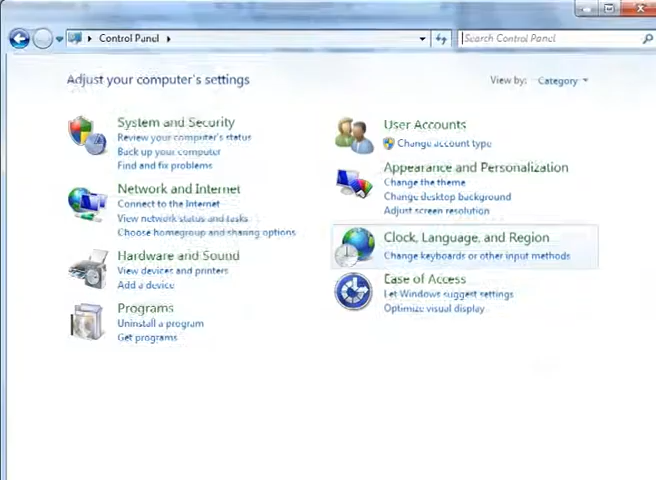 Control Panel
Search Control Panel
Adjust your computer's settings
View by: Category
System and Security
Review your computer's status
Back up your computer
Find and fix problems
Network and Internet
Connect to the Internet
View network status and tasks
Choose homegroup and sharing options
Hardware and Sound
View devices and printers
Add a device
Programs
Uninstall a program
Get programs
User Accounts
Change account type
Appearance and Personalization
Change the theme
Change desktop background
Adjust screen resolution
Clock, Language, and Region
Change keyboards or other input methods
Ease of Access
Let Windows suggest settings
Optimize visual display